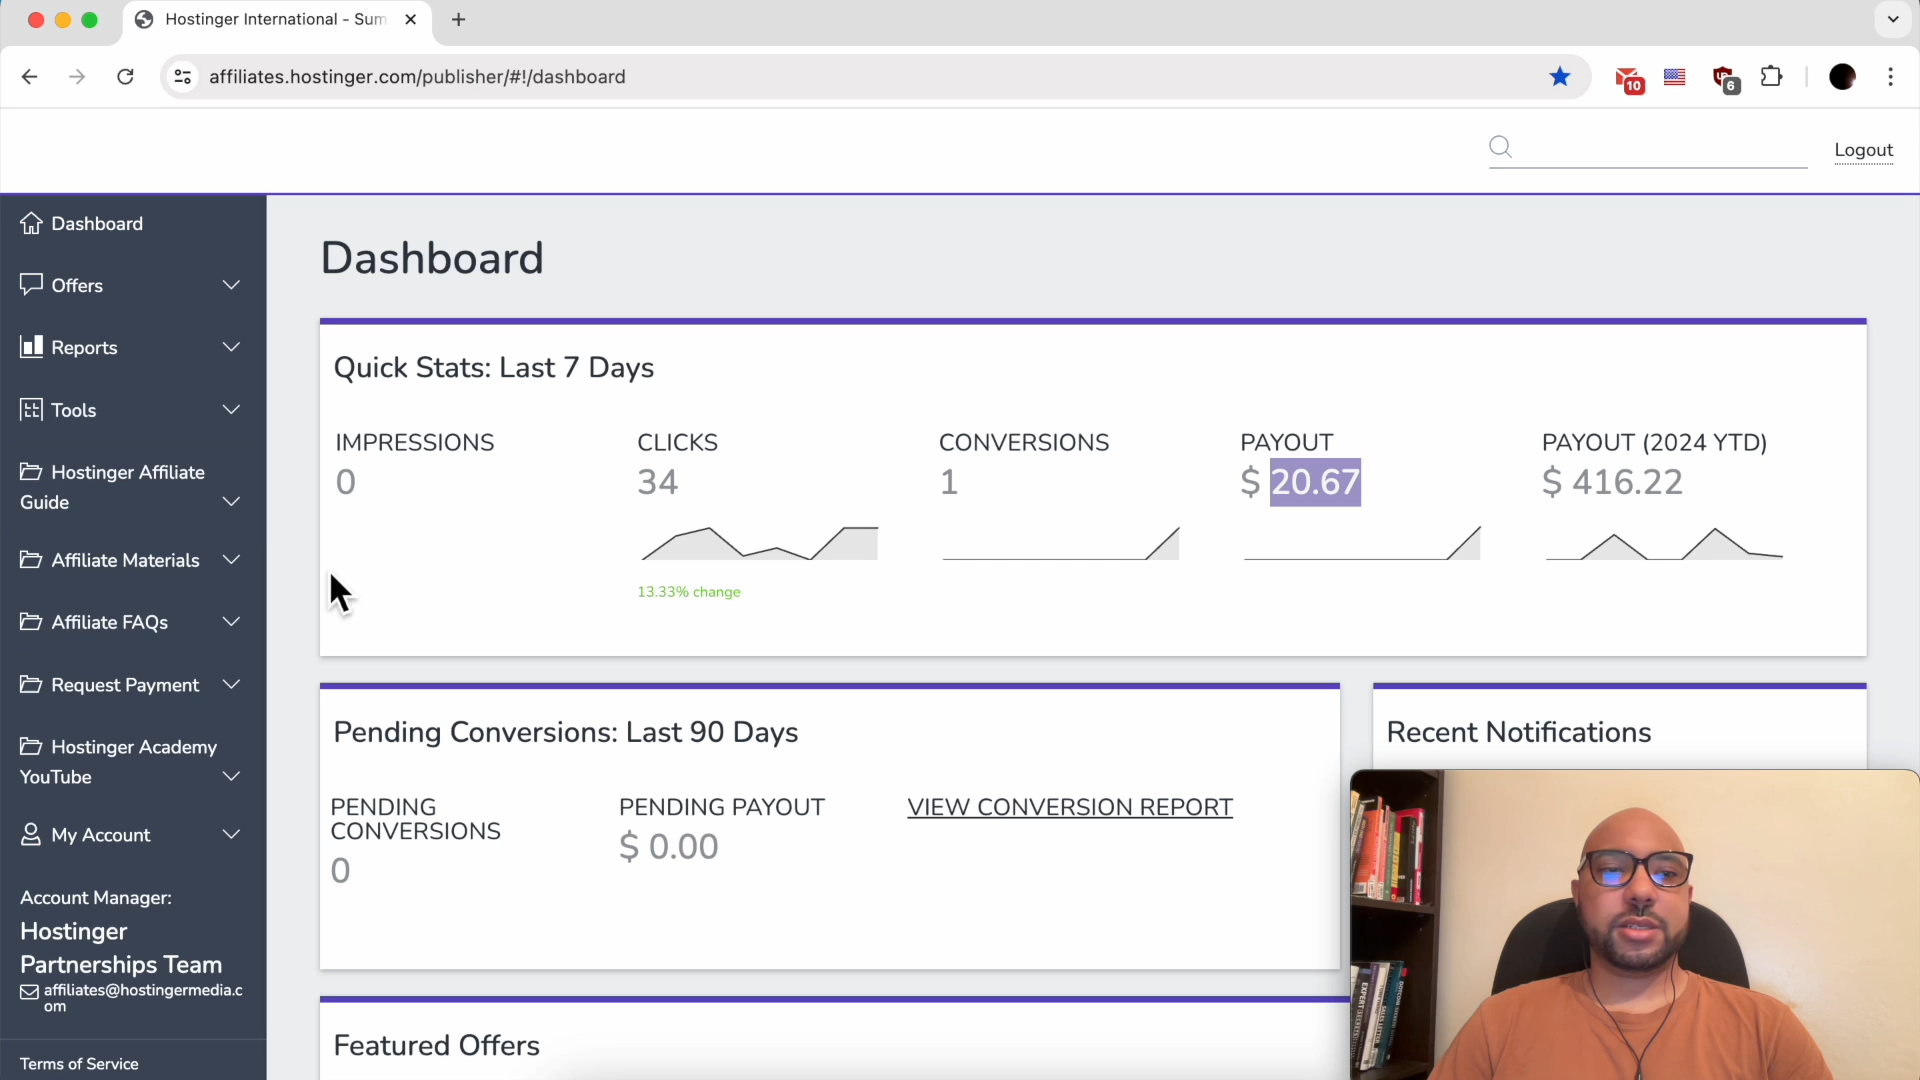 Hostinger International - Sum
affiliates.hostinger.com/publisher/#!/dashboard
10
6
Logout
Dashboard
Offers
Reports
Tools
Hostinger Affiliate
Guide
Affiliate Materials
Affiliate FAQs
Request Payment
Hostinger Academy
YouTube
My Account
Account Manager:
Hostinger
Partnerships Team
affiliates@hostingermedia.c
om
Terms of Service
Dashboard
Quick Stats: Last 7 Days
IMPRESSIONS
0
CLICKS
34
13.33% change
CONVERSIONS
1
PAYOUT
$ 20.67
PAYOUT (2024 YTD)
$ 416.22
Pending Conversions: Last 90 Days
PENDING
CONVERSIONS
0
PENDING PAYOUT
$ 0.00
VIEW CONVERSION REPORT
Recent Notifications
Featured Offers
EXPERT